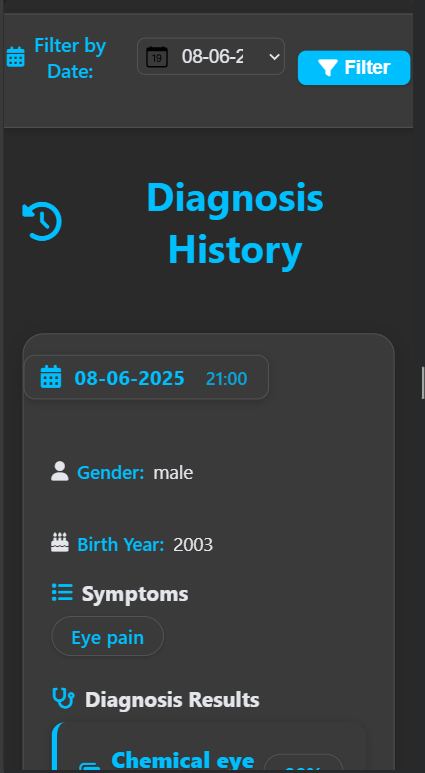 Filter by
Date:
19
08-06-2
Filter
Diagnosis
History
08-06-2025 21:00
Gender: male
Birth Year: 2003
Symptoms
Eye pain
Diagnosis Results
Chemical eye